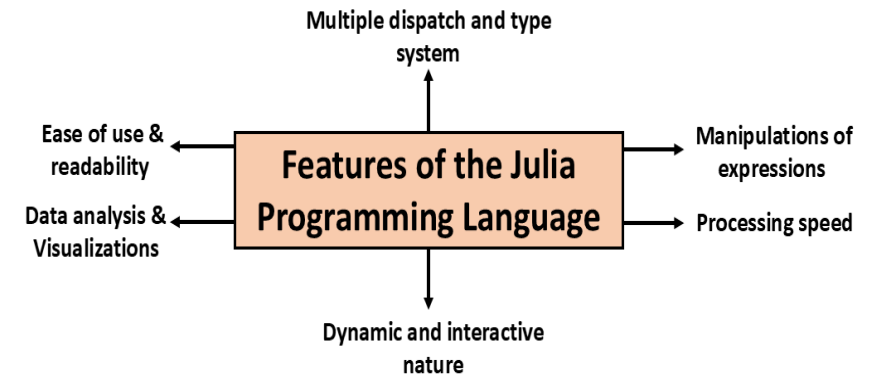 Multiple dispatch and type
system
Ease of use &
readability
Data analysis &
Visualizations
Features of the Julia
Programming Language
Manipulations of
expressions
Processing speed
Dynamic and interactive
nature